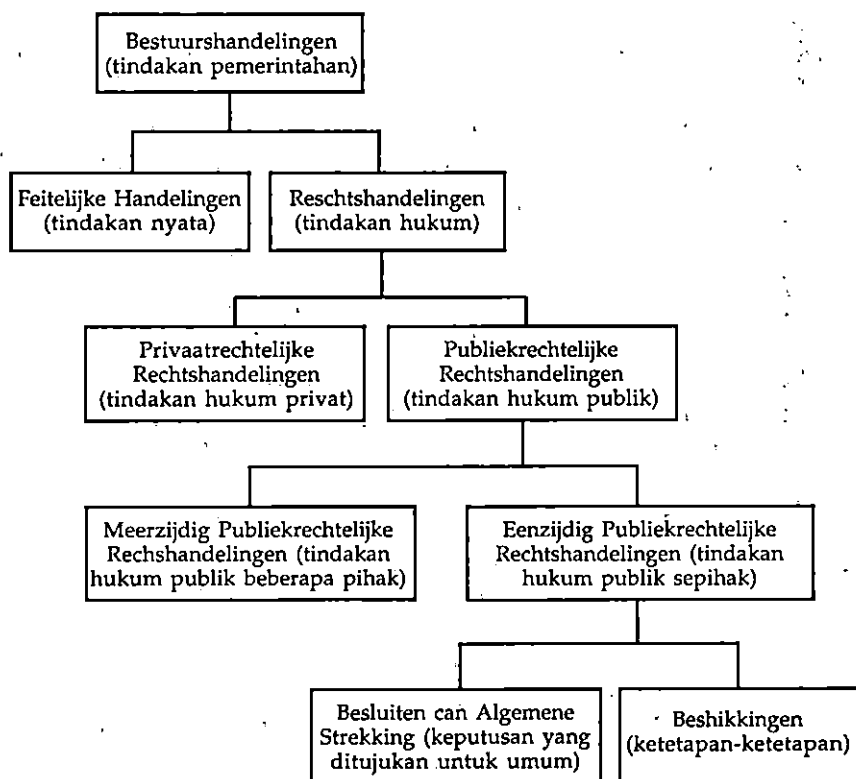 Bestuurshandelingen
(tindakan pemerintahan)
Feitelijke Handelingen
(tindakan nyata)
Reschtshandelingen
(tindakan hukum)
Privaatrechtelijke
Rechtshandelingen
(tindakan hukum privat)
Publiekrechtelijke
Rechtshandelingen
(tindakan hukum publik)
Meerzijdig Publiekrechtelijke
Rechshandelingen (tindakan
hukum publik beberapa pihak)
Eenzijdig Publiekrechtelijke
Rechtshandelingen (tindakan
hukum publik sepihak)
Besluiten can Algemene
Strekking (keputusan yang
ditujukan untuk umum)
Beshikkingen
(ketetapan-ketetapan)